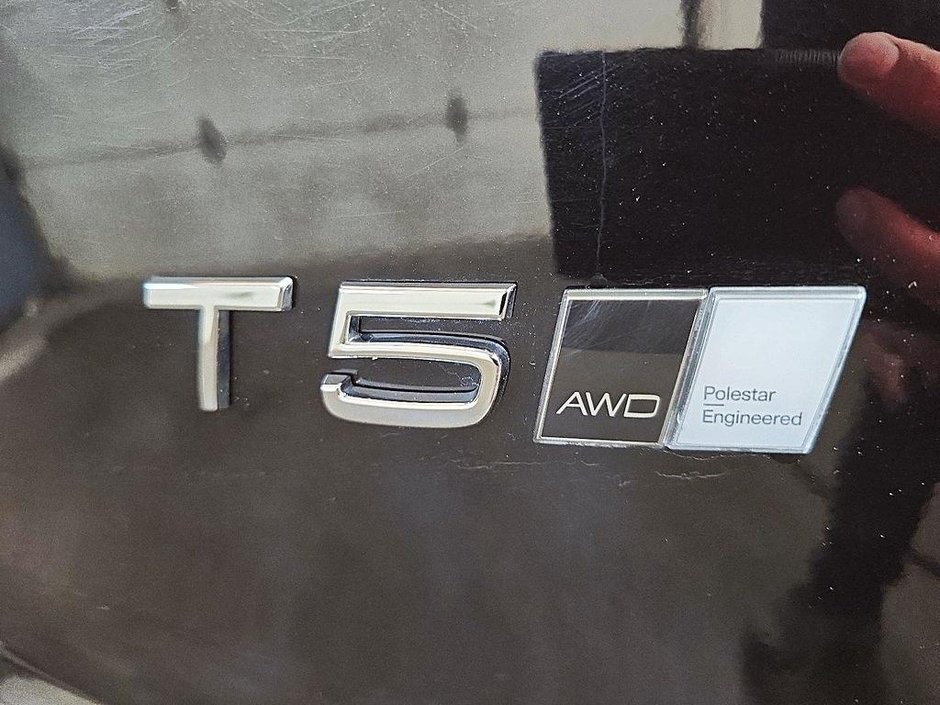 T5
AWD
Polestar
Engineered